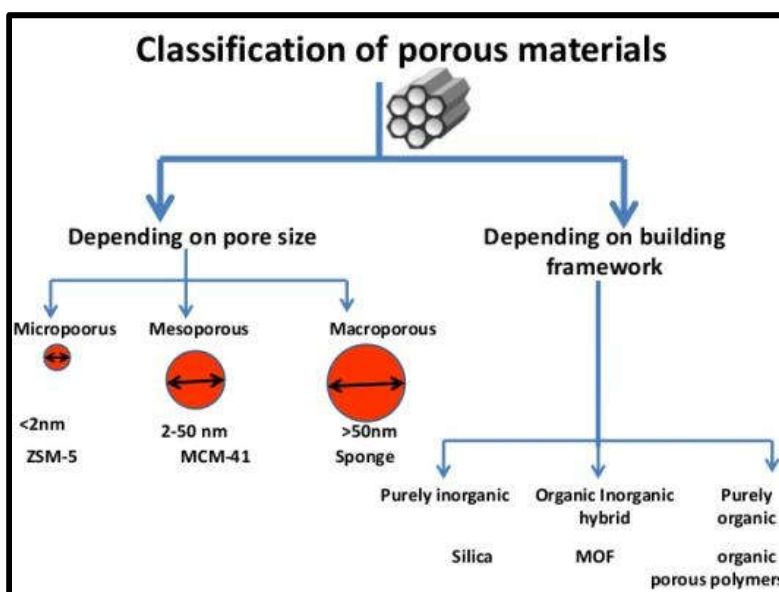 Classification of porous materials
Depending on pore size
Depending on building
framework
Micropoorus
Mesoporous
Macroporous
<2nm
2-50 nm
>50nm
ZSM-5
MCM-41
Sponge
Purely inorganic
Organic Inorganic
hybrid
Purely
organic
Silica
MOF
organic
porous polymers